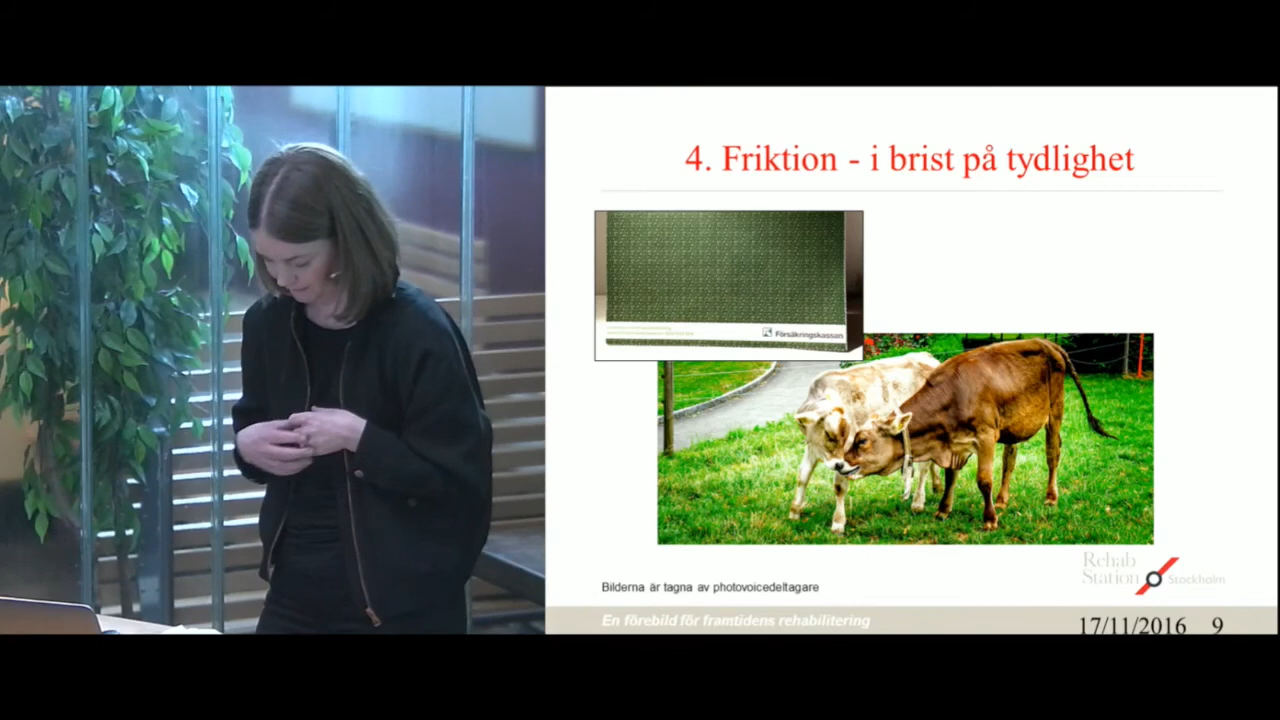 4. Friktion - i brist på tydlighet
Försäkringskassan
Bilderna är tagna av photovoicedeltagare
Rehab
Station Stockholm
En förebild för framtidens rehabilitering
17/11/2016 9